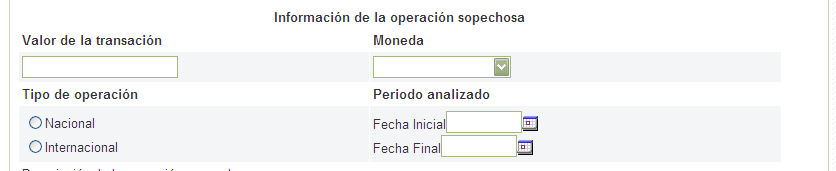 Información de la operación sopechosa
Valor de la transación Moneda
Tipo de operación Periodo analizado
Nacional Fecha Inicial
Internacional Fecha Final